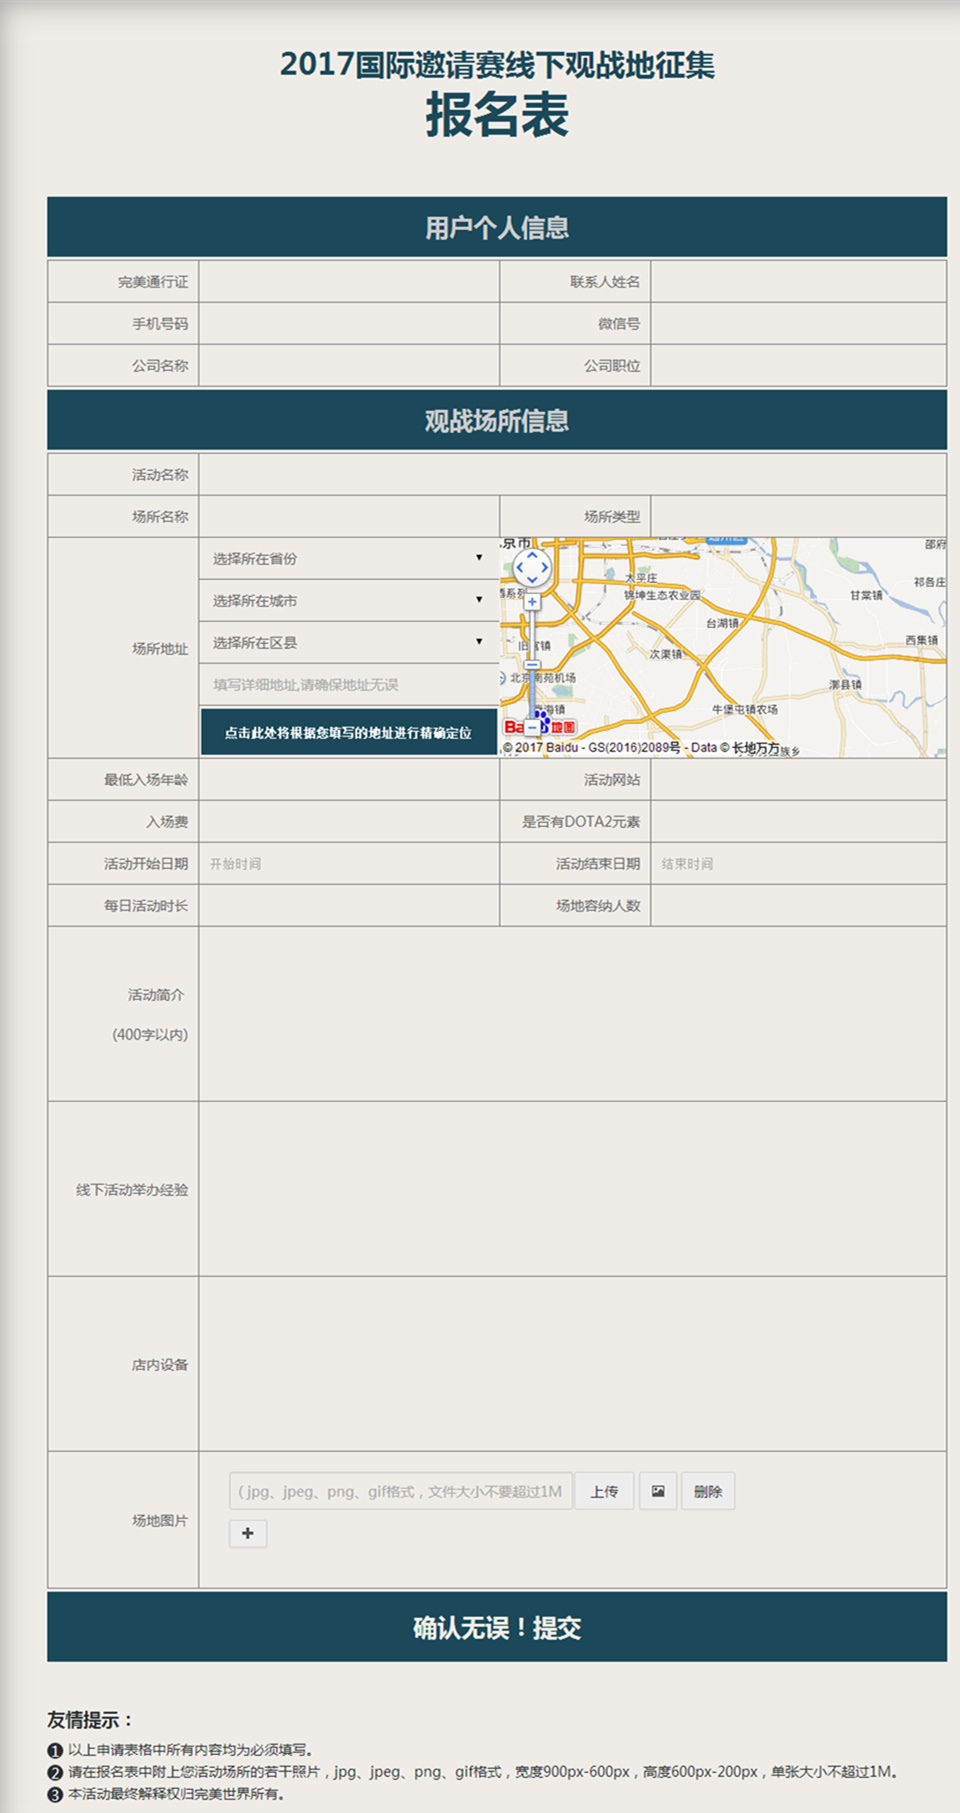 2017国际邀请赛线下观战地征集
报名表
用户个人信息
完美通行证
联系人姓名
手机号码
微信号
公司名称
公司职位
观战场所信息
活动名称
场所名称
场所类型
场所地址
选择所在省份
选择所在城市
选择所在区县
填写详细地址,请确保地址无误
点击此处将根据您填写的地址进行精确定位
京市
太平庄
锦坤生态农业园
台湖镇
次渠镇
甘棠镇
祁各庄
西集镇
漷县镇
牛堡屯镇农场
北京南苑机场
地图
© 2017 Baidu - GS(2016)2089号 - Data © 长地万方
最低入场年龄
活动网站
入场费
是否有DOTA2元素
活动开始日期
开始时间
活动结束日期
结束时间
每日活动时长
场地容纳人数
活动简介
(400字以内)
线下活动举办经验
店内设备
场地图片
( jpg、jpeg、png、gif格式，文件大小不要超过1M
上传
删除
确认无误！提交
友情提示：
1 以上申请表格中所有内容均为必须填写。
2 请在报名表中附上您活动场所的若干照片，jpg、jpeg、png、gif格式，宽度900px-600px，高度600px-200px，单张大小不超过1M。
3 本活动最终解释权归完美世界所有。